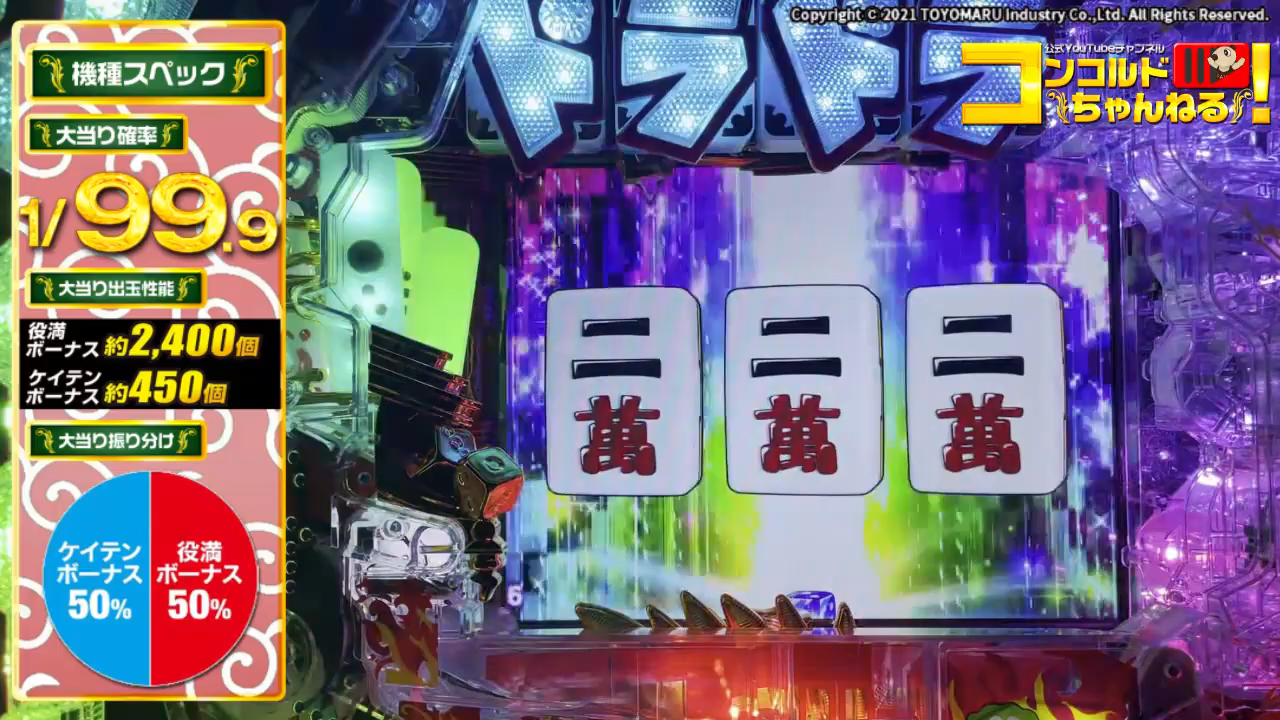 Copyright © 2021 TOYOMARU Industry Co.,Ltd. All Rights Reserved.
公式YouTubeチャンネル
コンコルド
ちゃんねる!
ドラドラ
機種スペック
大当り確率
1/99.9
大当り出玉性能
役満
ボーナス 約2,400個
ケイテン
ボーナス 約450個
大当り振り分け
ケイテン
ボーナス
50%
役満
ボーナス
50%
二萬 二萬 二萬